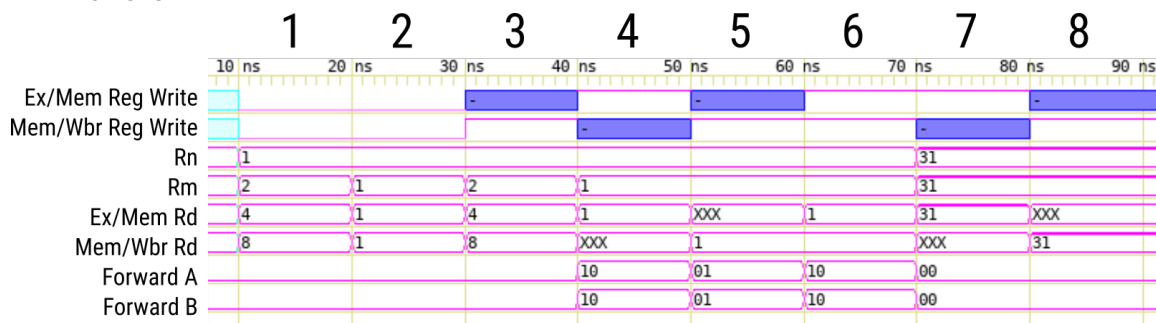 1 2 3 4 5 6 7 8
10 ns 20 ns 30 ns 40 ns 50 ns 60 ns 70 ns 80 ns 90 ns
Ex/Mem Reg Write - - -
Mem/Wbr Reg Write - -
Rn 1 31
Rm 2 1 2 1 31
Ex/Mem Rd 4 1 4 1 XXX 1 31 XXX
Mem/Wbr Rd 8 1 8 XXX 1 XXX 31
Forward A 10 01 10 00
Forward B 10 01 10 00